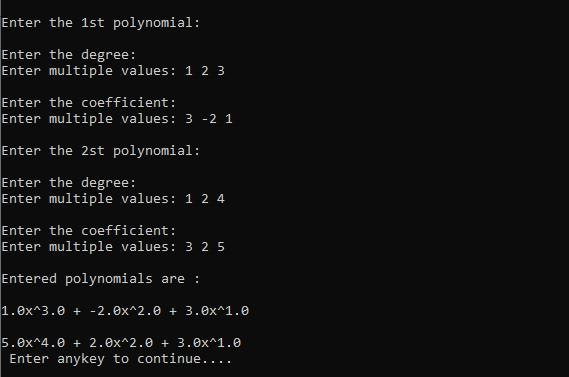 Enter the 1st polynomial:
Enter the degree:
Enter multiple values: 1 2 3
Enter the coefficient:
Enter multiple values: 3 -2 1
Enter the 2st polynomial:
Enter the degree:
Enter multiple values: 1 2 4
Enter the coefficient:
Enter multiple values: 3 2 5
Entered polynomials are :
1.0x^3.0 + -2.0x^2.0 + 3.0x^1.0
5.0x^4.0 + 2.0x^2.0 + 3.0x^1.0
Enter anykey to continue....